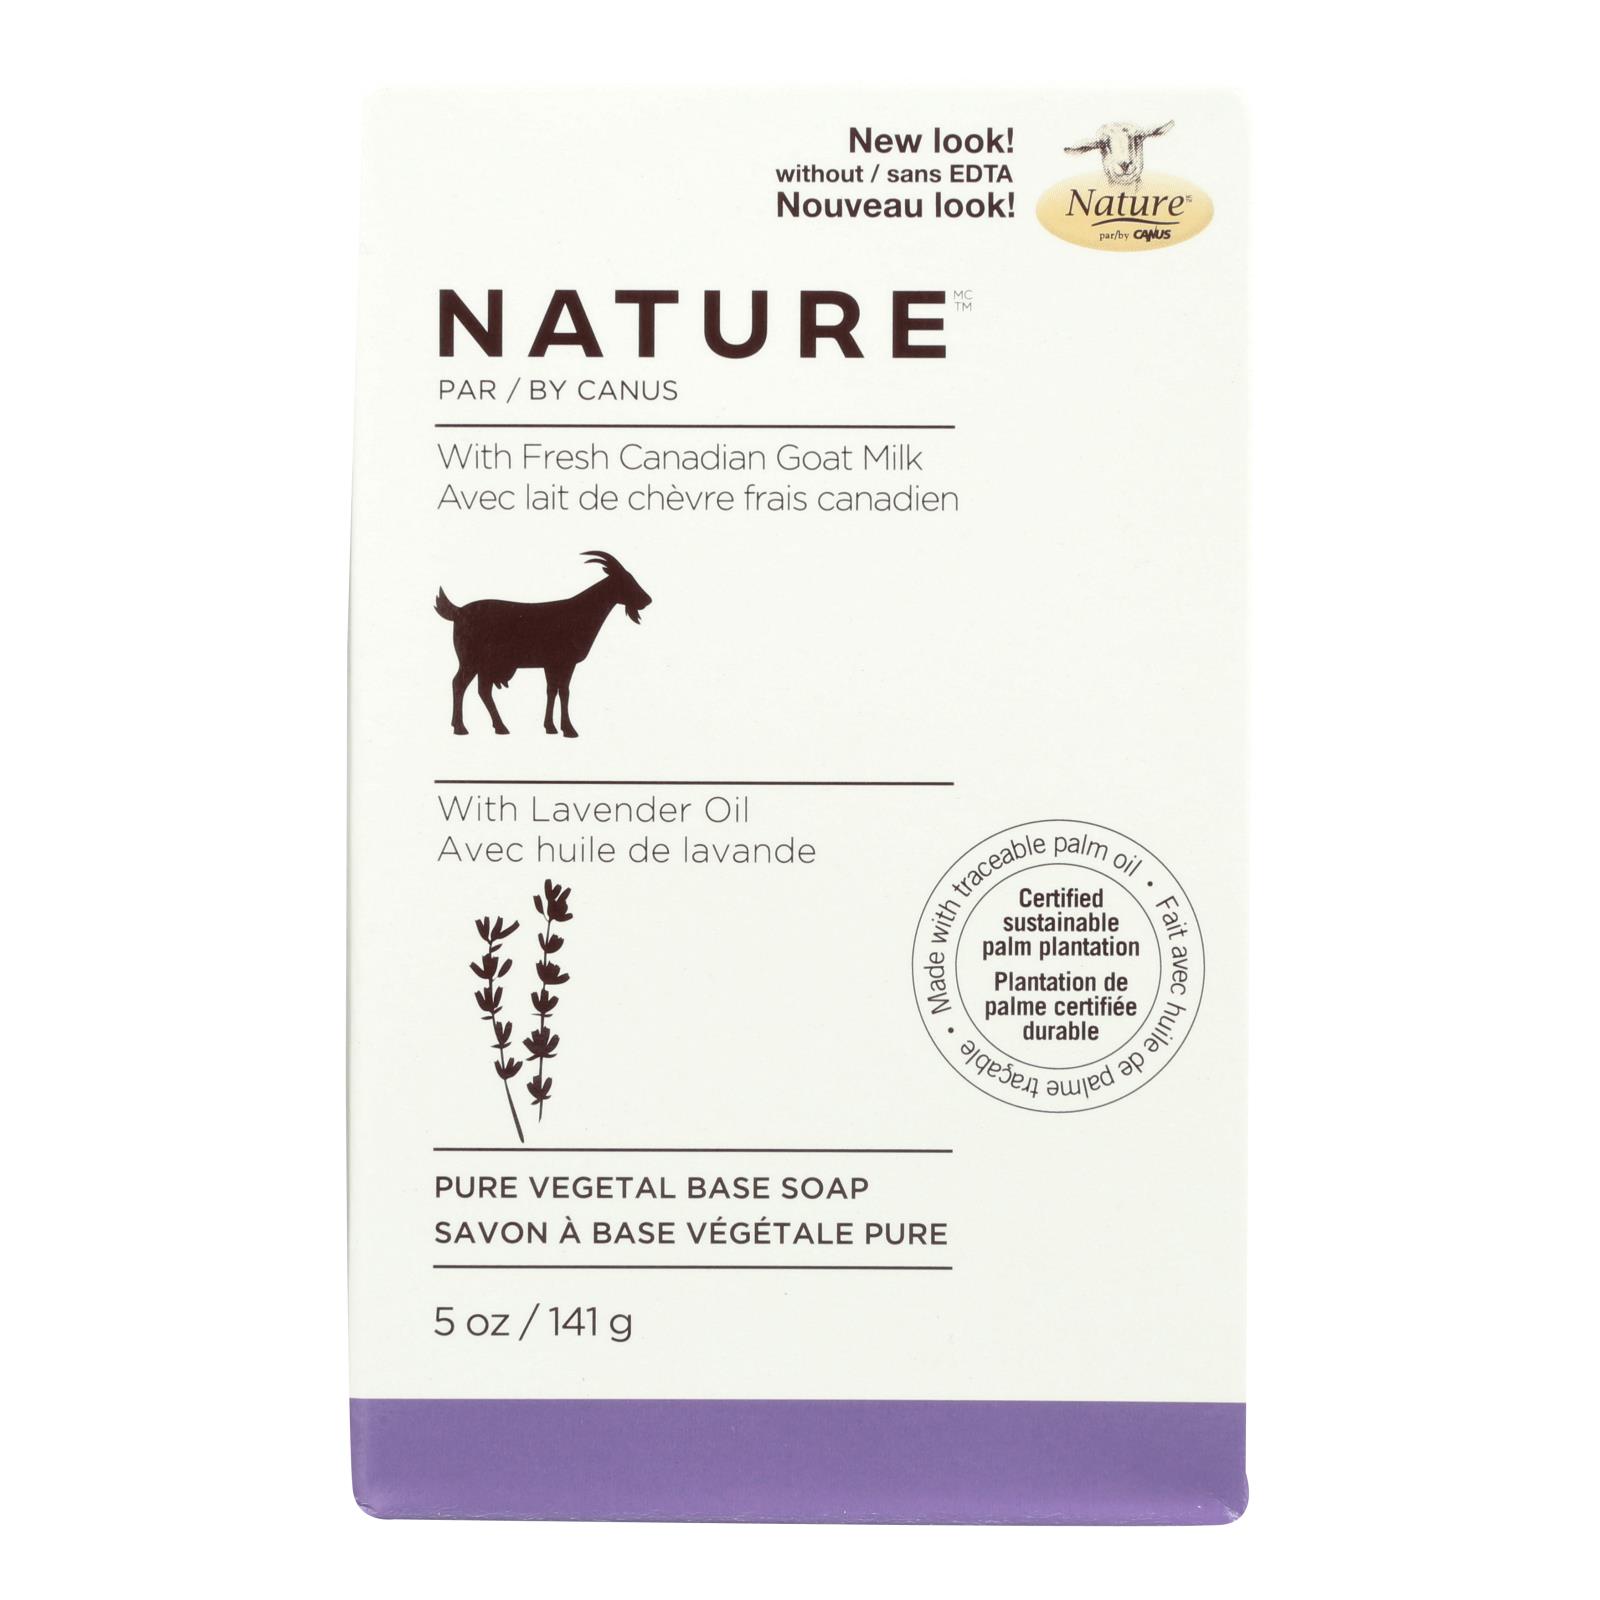 New look!
without / sans EDTA
Nouveau look!
Nature
par/by CANUS
NATURE MC TM
PAR / BY CANUS
With Fresh Canadian Goat Milk
Avec lait de chèvre frais canadien
With Lavender Oil
Avec huile de lavande
Made with traceable palm oil • Fait avec huile de palme traçable •
Certified
sustainable
palm plantation
Plantation de
palme certifiée
durable
PURE VEGETAL BASE SOAP
SAVON À BASE VÉGÉTALE PURE
5 oz / 141 g